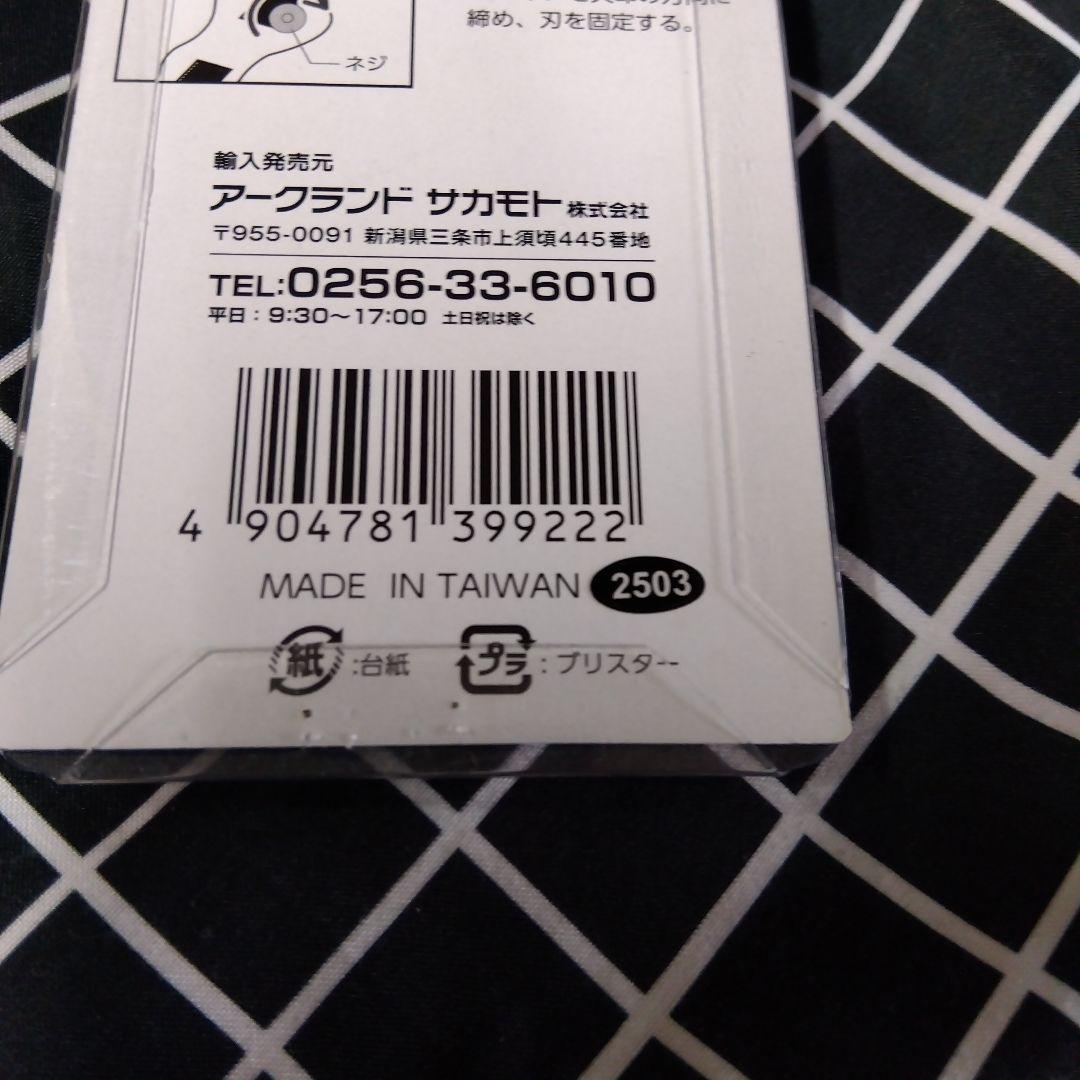 締め、刃を固定する。
ネジ
輸入発売元
アークランド サカモト 株式会社
〒955-0091 新潟県三条市上須頃445番地
TEL:0256-33-6010
平日：9:30〜17:00 土日祝は除く
4 904781 399222
MADE IN TAIWAN 2503
紙 :台紙 プラ : ブリスター